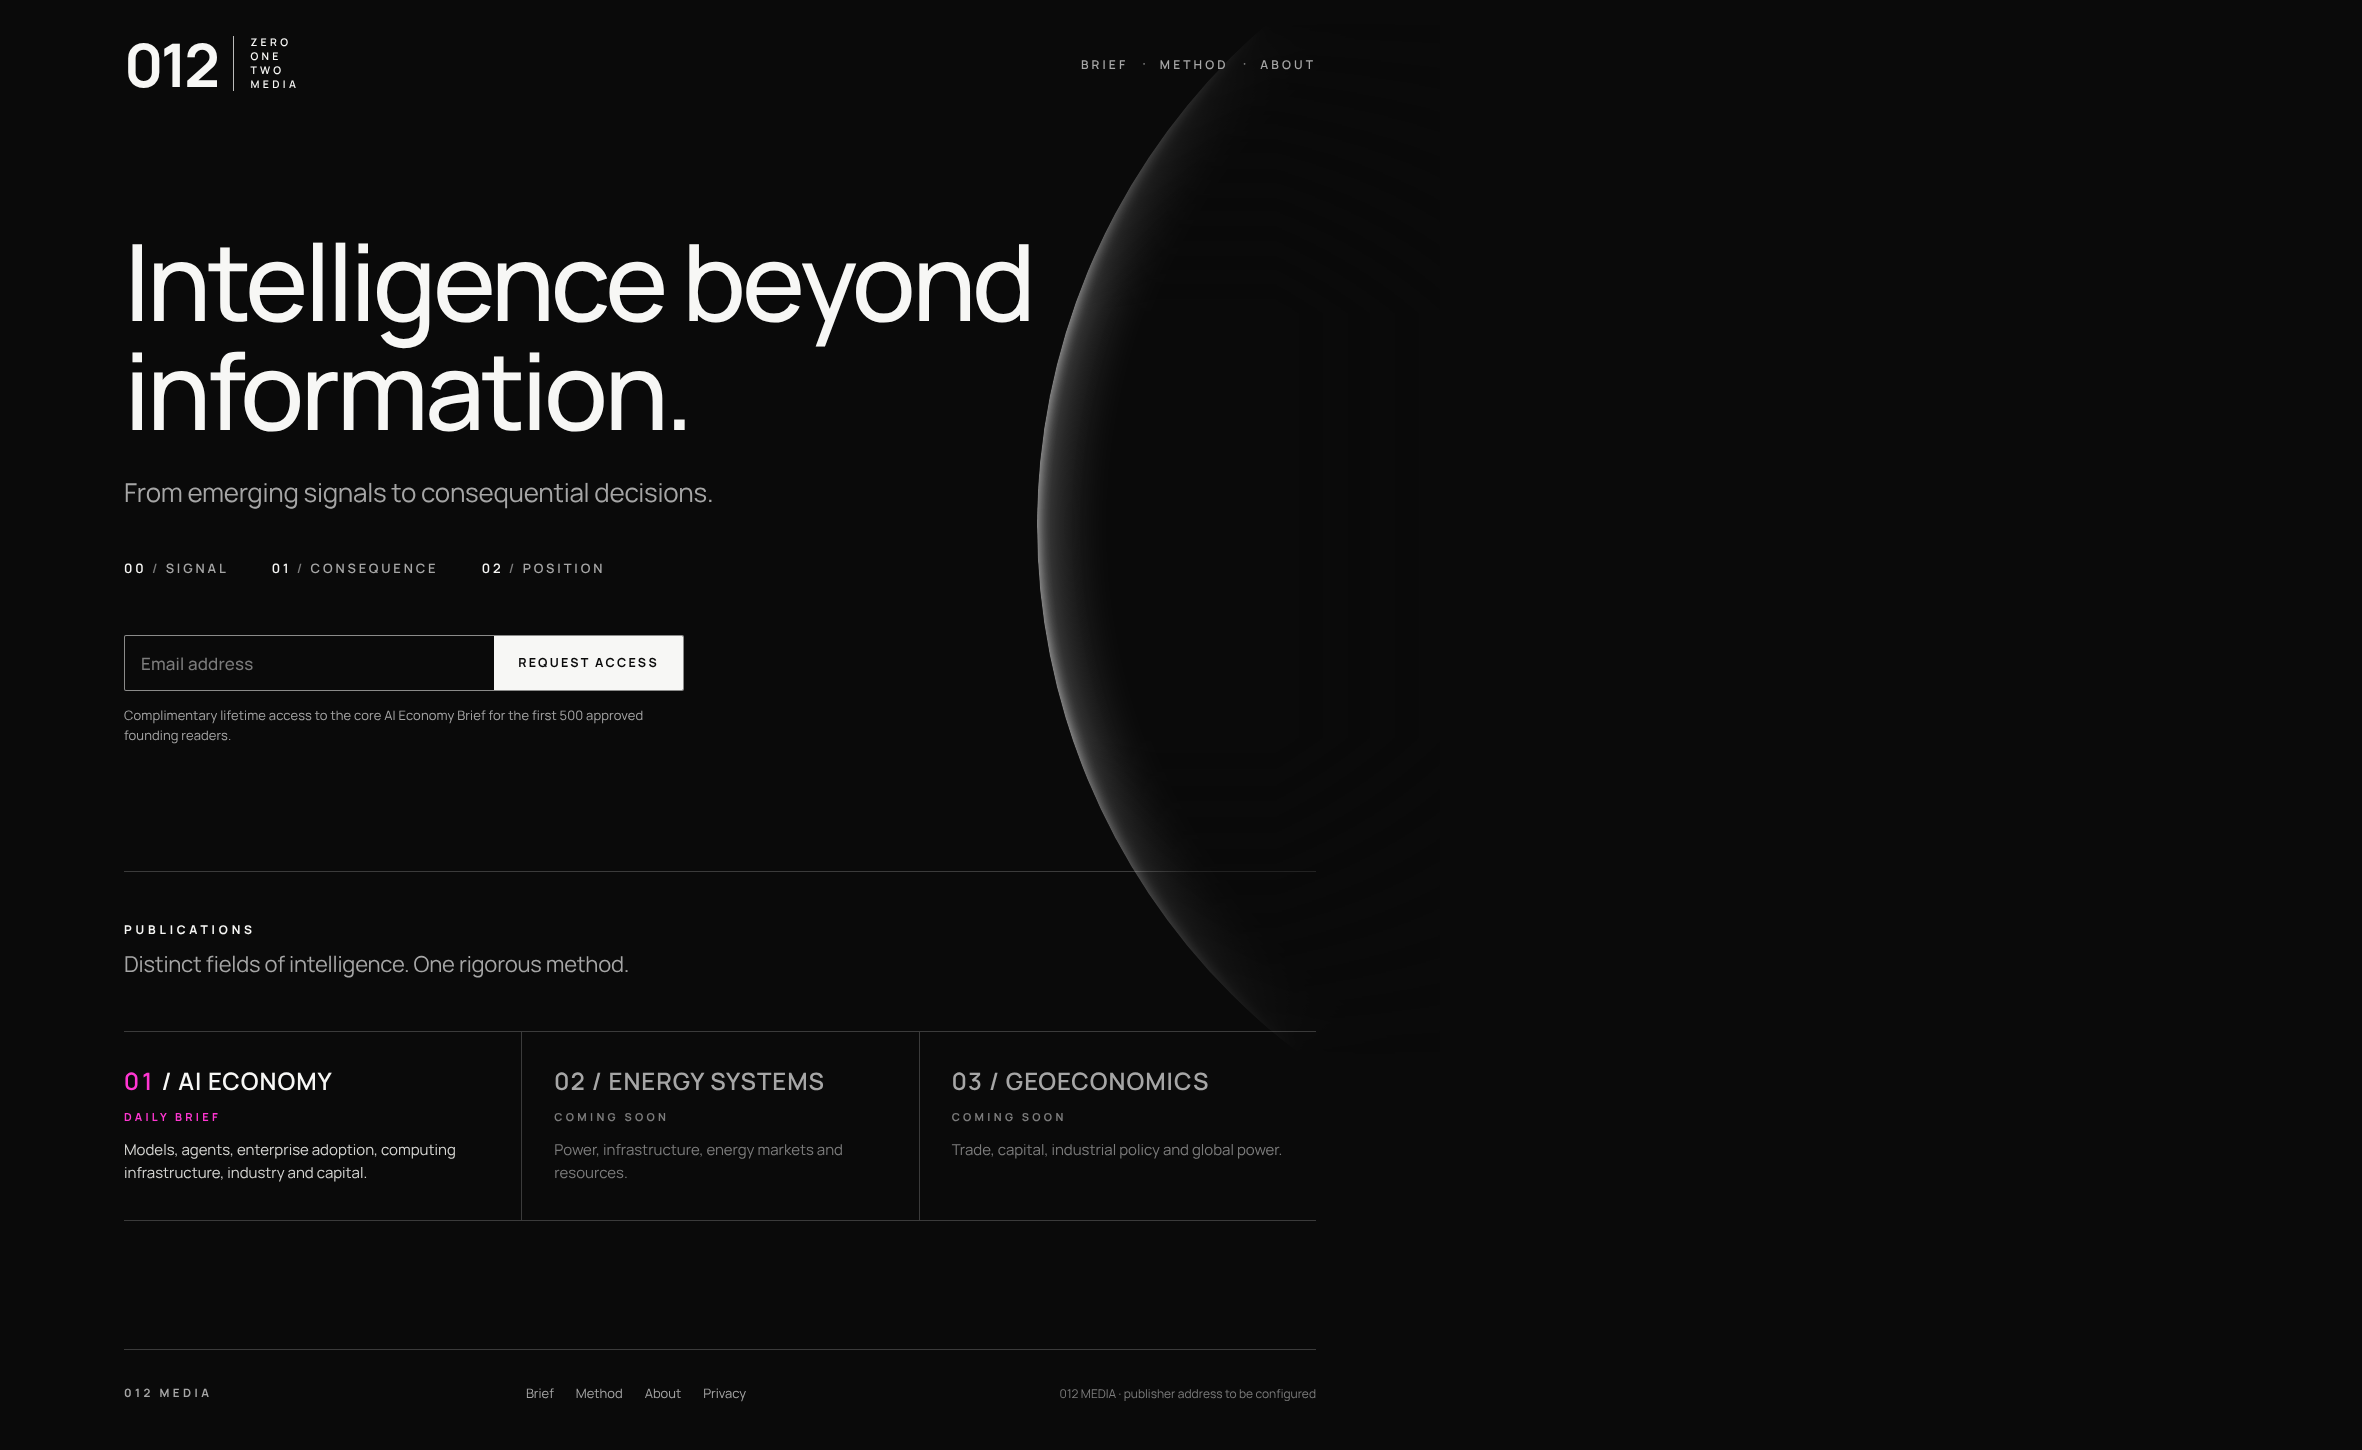 012
ZERO
ONE
TWO
MEDIA
BRIEF · METHOD · ABOUT
Intelligence beyond
information.
From emerging signals to consequential decisions.
00 / SIGNAL 01 / CONSEQUENCE 02 / POSITION
Email address
REQUEST ACCESS
Complimentary lifetime access to the core AI Economy Brief for the first 500 approved
founding readers.
PUBLICATIONS
Distinct fields of intelligence. One rigorous method.
01 / AI ECONOMY
DAILY BRIEF
Models, agents, enterprise adoption, computing
infrastructure, industry and capital.
02 / ENERGY SYSTEMS
COMING SOON
Power, infrastructure, energy markets and
resources.
03 / GEOECONOMICS
COMING SOON
Trade, capital, industrial policy and global power.
012 MEDIA
Brief Method About Privacy
012 MEDIA · publisher address to be configured